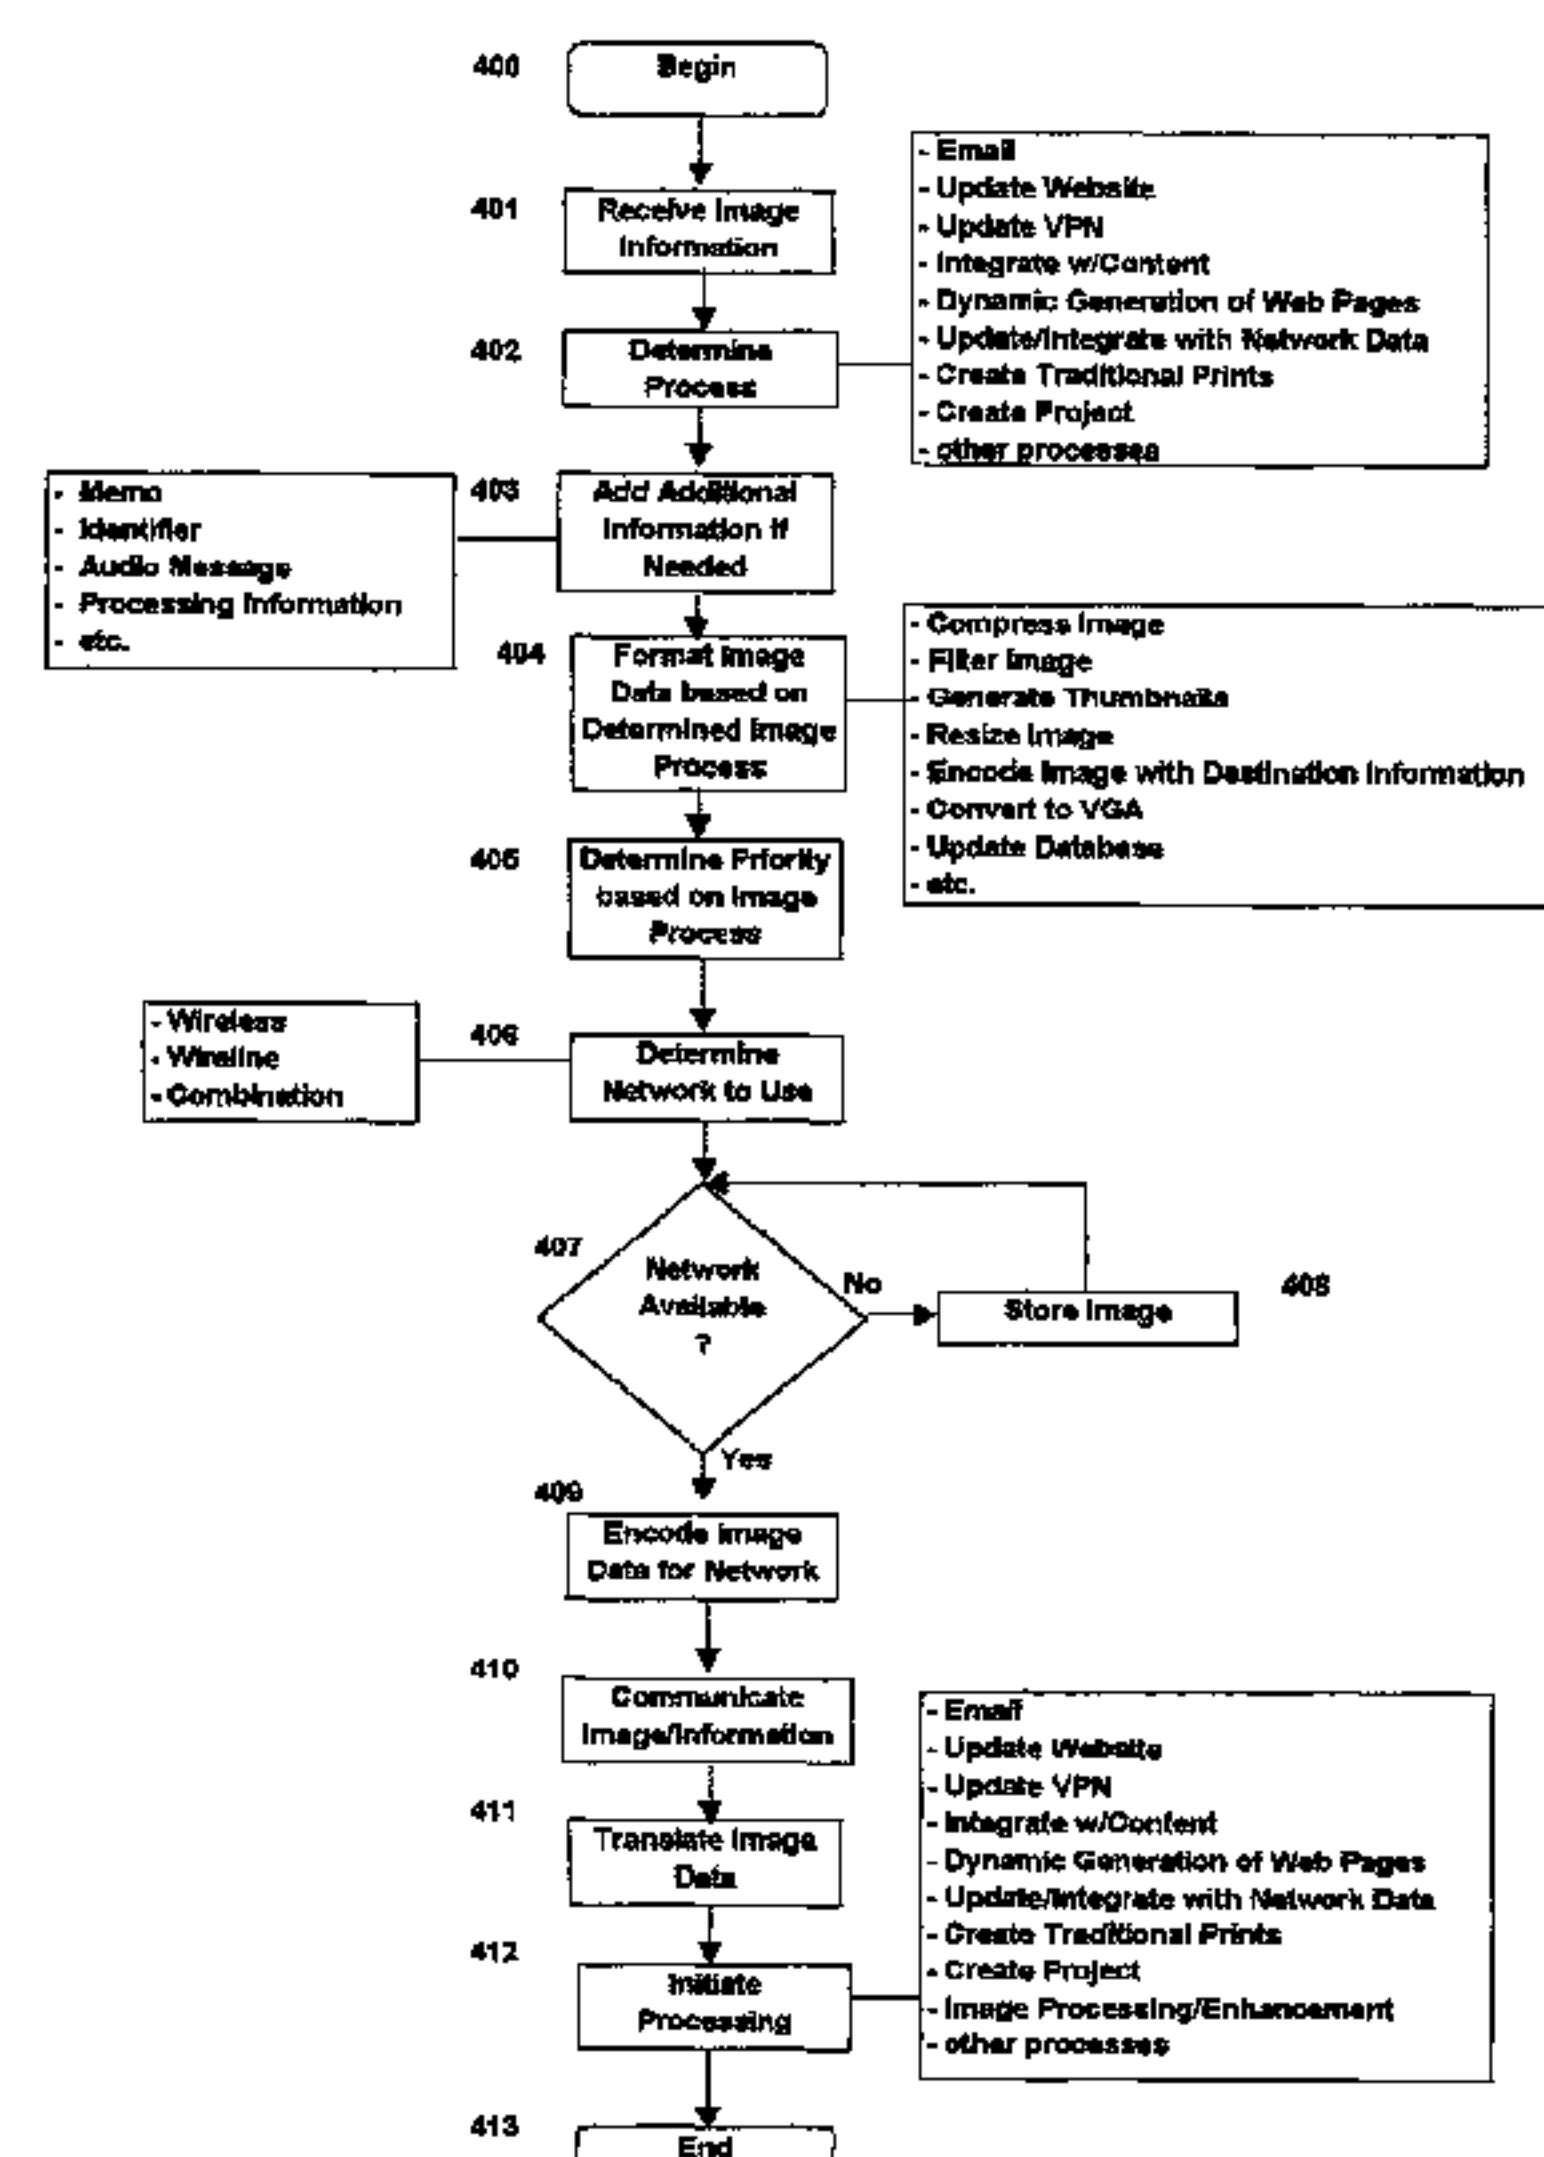 400
Begin
401
Receive Image
Information
402
Determine
Process
- Email
- Update Website
- Update VPN
- Integrate w/Content
- Dynamic Generation of Web Pages
- Update/Integrate with Network Data
- Create Traditional Prints
- Create Project
- other processes
403
Add Additional
Information If
Needed
- Memo
- Identifier
- Audio Message
- Processing Information
- etc.
404
Format Image
Data based on
Determined Image
Process
- Compress Image
- Filter Image
- Generate Thumbnails
- Resize Image
- Encode Image with Destination Information
- Convert to VGA
- Update Database
- etc.
405
Determine Priority
based on Image
Process
406
Determine
Network to Use
- Wireless
- Wireline
- Combination
407
Network
Available
?
No
408
Store Image
Yes
409
Encode Image
Data for Network
410
Communicate
Image/Information
411
Translate Image
Data
412
Initiate
Processing
- Email
- Update Website
- Update VPN
- Integrate w/Content
- Dynamic Generation of Web Pages
- Update/Integrate with Network Data
- Create Traditional Prints
- Create Project
- Image Processing/Enhancement
- other processes
413
End